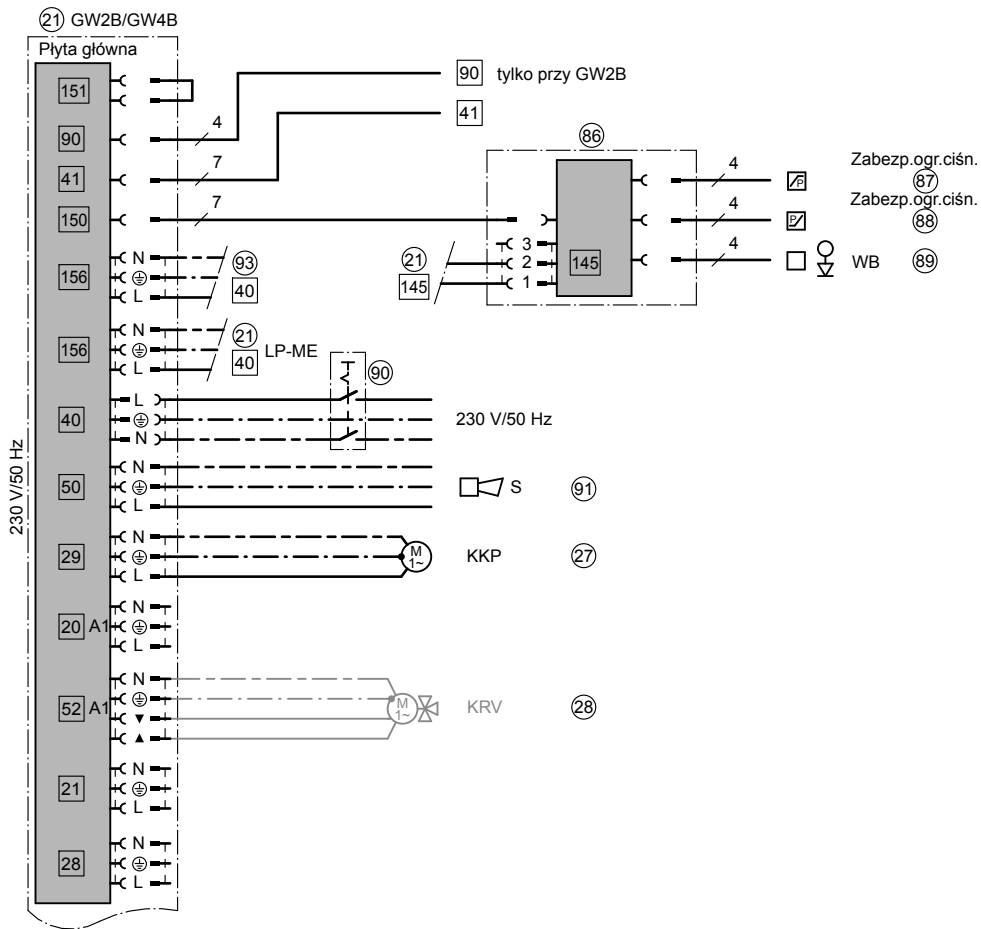 21 GW2B/GW4B
Płyta główna
230 V/50 Hz
151
90
4
90 tylko przy GW2B
41
7
41
150
7
86
145
3
2
1
21
145
4
Zabezp.ogr.ciśn.
P
87
4
Zabezp.ogr.ciśn.
P
88
4
WB
89
156
N
L
93
40
156
N
L
21
40
LP-ME
40
L
N
90
230 V/50 Hz
50
N
L
S
91
29
N
L
M
1~
KKP
27
20 A1
N
L
52 A1
N
▼
▲
M
1~
KRV
28
21
N
L
28
N
L